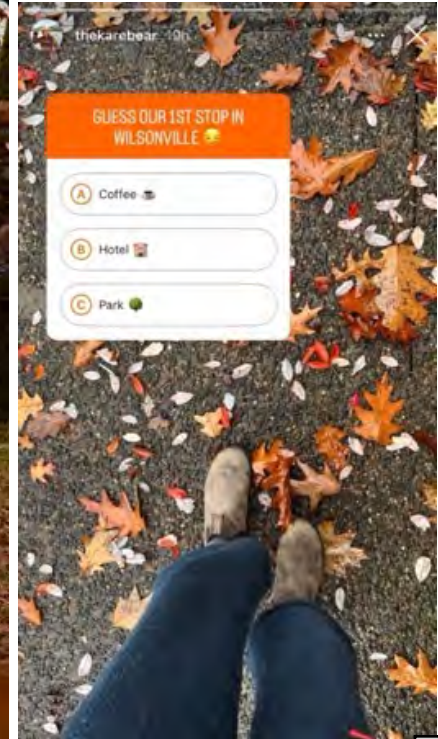 thekarebear 19h
GUESS OUR 1ST STOP IN
WILSONVILLE 😏
A Coffee ☕
B Hotel 🏩
C Park 🌳